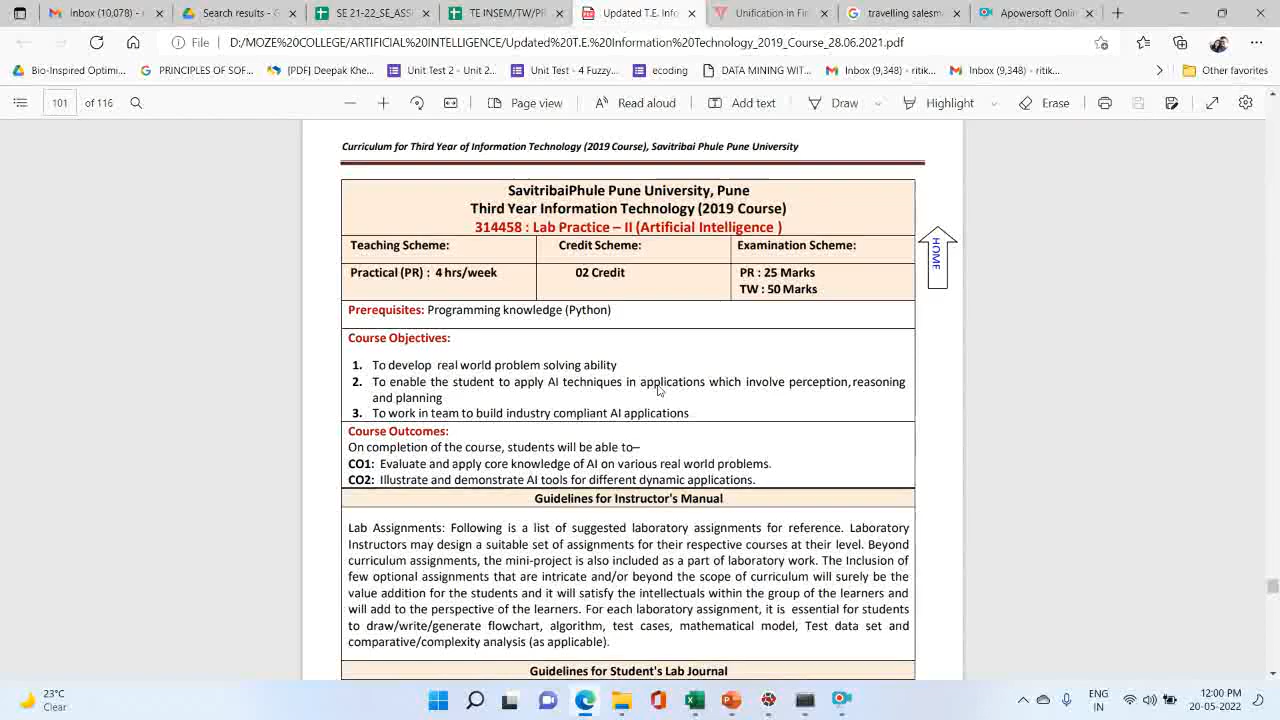 Inbox (10,078) -
Search results - G
SE 21-22_SE_ASSI
TE INSEM/TW/PR
Updated T.E. Infor
Unification in Firs
traveling salesm
Apowersoft Onlin
File
D:/MOZE%20COLLEGE/ARTIFICIAL%20INTELLIGENCE/Updated%20T.E.%20Information%20Technology_2019_Course_28.06.2021.pdf
Bio-Inspired Optimi...
PRINCIPLES OF SOF...
[PDF] Deepak Khe...
Unit Test 2 - Unit 2...
Unit Test - 4 Fuzzy...
ecoding
DATA MINING WIT...
Inbox (9,348) - ritik...
Inbox (9,348) - ritik...
Other favorites
101 of 116
Page view
Read aloud
Add text
Draw
Highlight
Erase
Curriculum for Third Year of Information Technology (2019 Course), Savitribai Phule Pune University
SavitribaiPhule Pune University, Pune
Third Year Information Technology (2019 Course)
314458 : Lab Practice – II (Artificial Intelligence )
HOME
Teaching Scheme: Credit Scheme: Examination Scheme:
Practical (PR) : 4 hrs/week 02 Credit PR : 25 Marks
TW : 50 Marks
Prerequisites: Programming knowledge (Python)
Course Objectives:
1. To develop real world problem solving ability
2. To enable the student to apply AI techniques in applications which involve perception, reasoning
and planning
3. To work in team to build industry compliant AI applications
Course Outcomes:
On completion of the course, students will be able to–
CO1: Evaluate and apply core knowledge of AI on various real world problems.
CO2: Illustrate and demonstrate AI tools for different dynamic applications.
Guidelines for Instructor's Manual
Lab Assignments: Following is a list of suggested laboratory assignments for reference. Laboratory
Instructors may design a suitable set of assignments for their respective courses at their level. Beyond
curriculum assignments, the mini-project is also included as a part of laboratory work. The Inclusion of
few optional assignments that are intricate and/or beyond the scope of curriculum will surely be the
value addition for the students and it will satisfy the intellectuals within the group of the learners and
will add to the perspective of the learners. For each laboratory assignment, it is essential for students
to draw/write/generate flowchart, algorithm, test cases, mathematical model, Test data set and
comparative/complexity analysis (as applicable).
Guidelines for Student's Lab Journal
23°C
Clear
ENG
IN
12:00 PM
20-05-2022